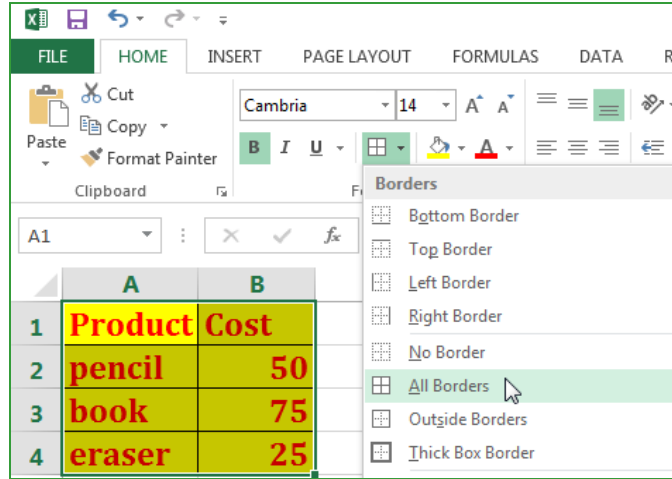 FILE HOME INSERT PAGE LAYOUT FORMULAS DATA
Cut
Copy
Format Painter
Paste
Clipboard
Cambria 14 A A
B I U A
Borders
Bottom Border
Top Border
Left Border
Right Border
No Border
All Borders
Outside Borders
Thick Box Border
A1 fx
A B
1 Product Cost
2 pencil 50
3 book 75
4 eraser 25